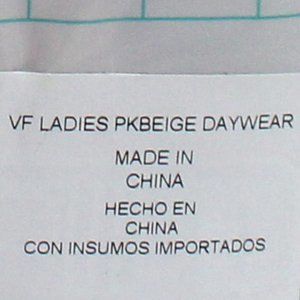 VF LADIES PKBEIGE DAYWEAR
MADE IN
CHINA
HECHO EN
CHINA
CON INSUMOS IMPORTADOS